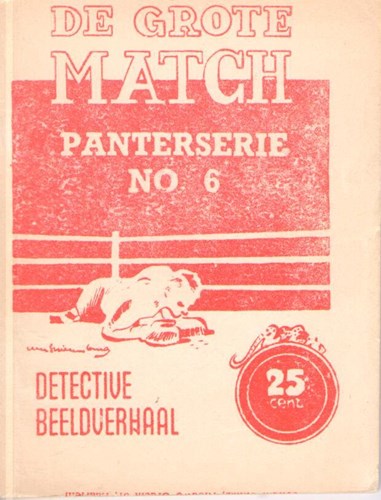 DE GROTE
MATCH
PANTERSERIE
NO 6
DETECTIVE
BEELDVERHAAL
25
cent